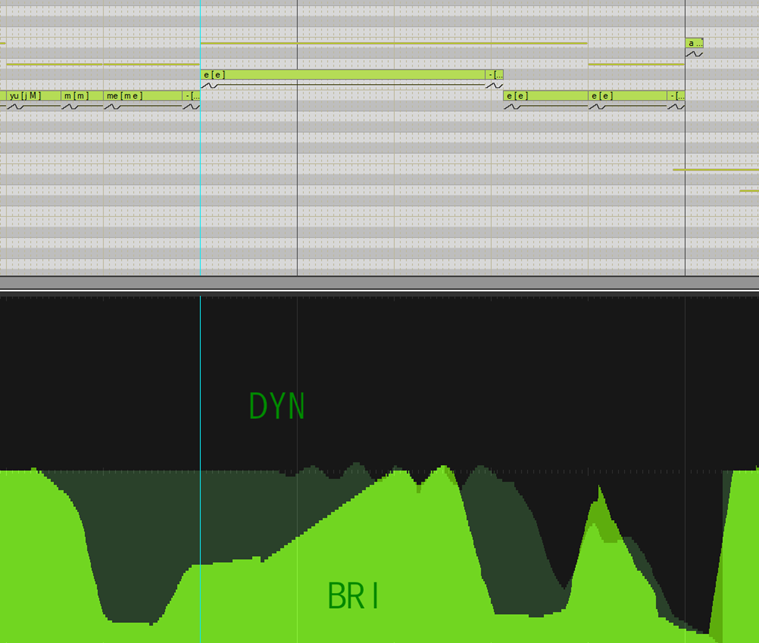 a ...
e [ e ]
- [...
yu [ j M ]
m [ m ]
me [ m e ]
- [...
e [ e ]
e [ e ]
- [...
DYN
BRI